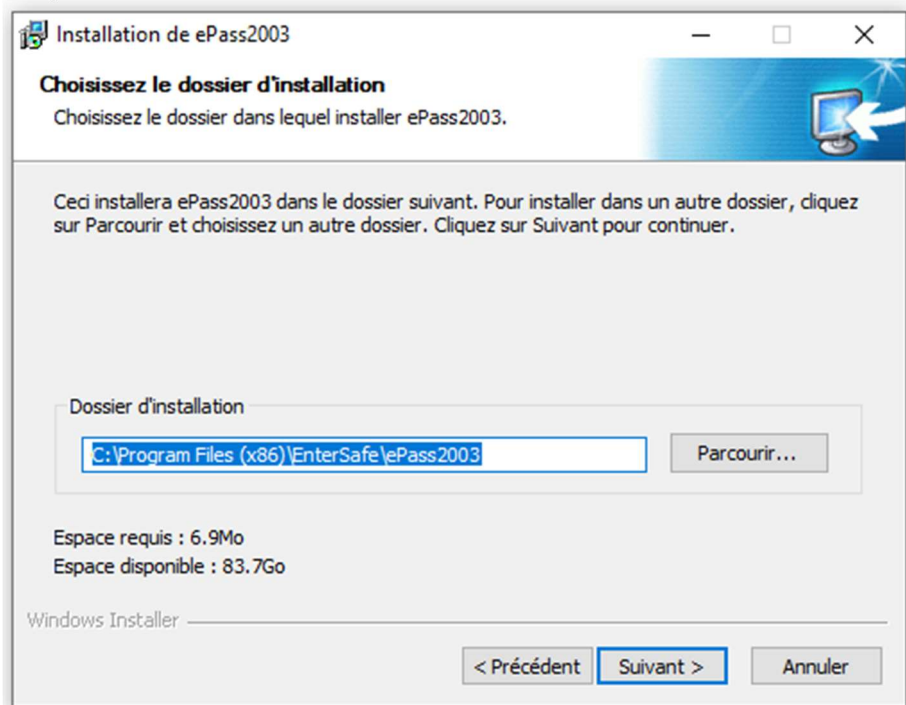 Installation de ePass2003
Choisissez le dossier d'installation
Choisissez le dossier dans lequel installer ePass2003.
Ceci installera ePass2003 dans le dossier suivant. Pour installer dans un autre dossier, cliquez
sur Parcourir et choisissez un autre dossier. Cliquez sur Suivant pour continuer.
Dossier d'installation
C:\Program Files (x86)\EnterSafe\ePass2003
Parcourir...
Espace requis : 6.9Mo
Espace disponible : 83.7Go
Windows Installer
< Précédent
Suivant >
Annuler